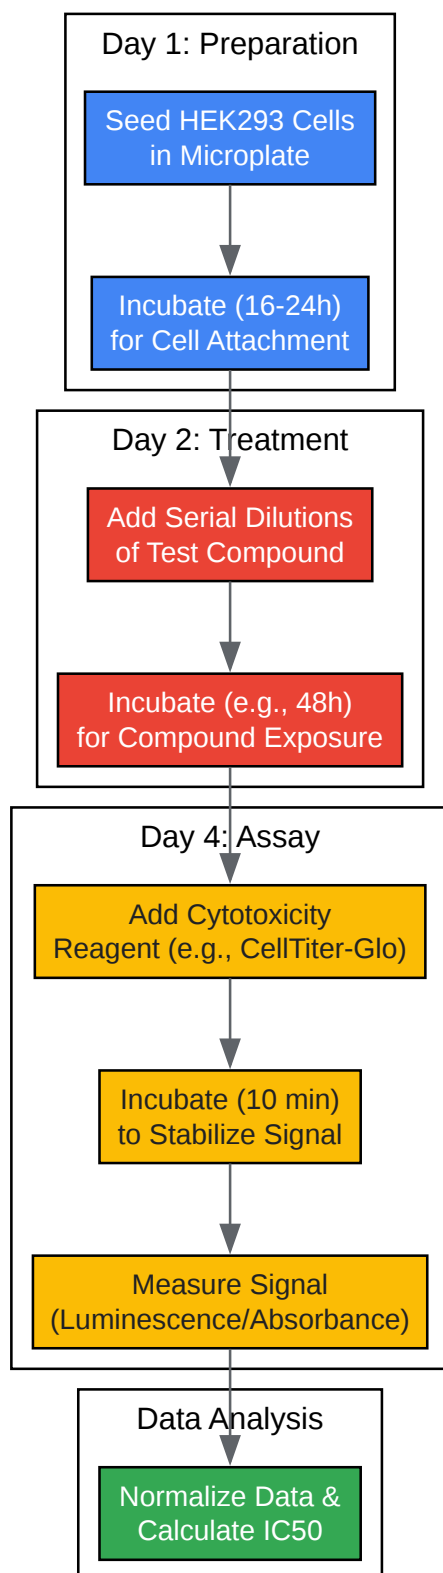 Day 1: Preparation
Seed HEK293 Cells
in Microplate
Incubate (16-24h)
for Cell Attachment
Day 2: Treatment
Add Serial Dilutions
of Test Compound
Incubate (e.g., 48h)
for Compound Exposure
Day 4: Assay
Add Cytotoxicity
Reagent (e.g., CellTiter-Glo)
Incubate (10 min)
to Stabilize Signal
Measure Signal
(Luminescence/Absorbance)
Data Analysis
Normalize Data &
Calculate IC50